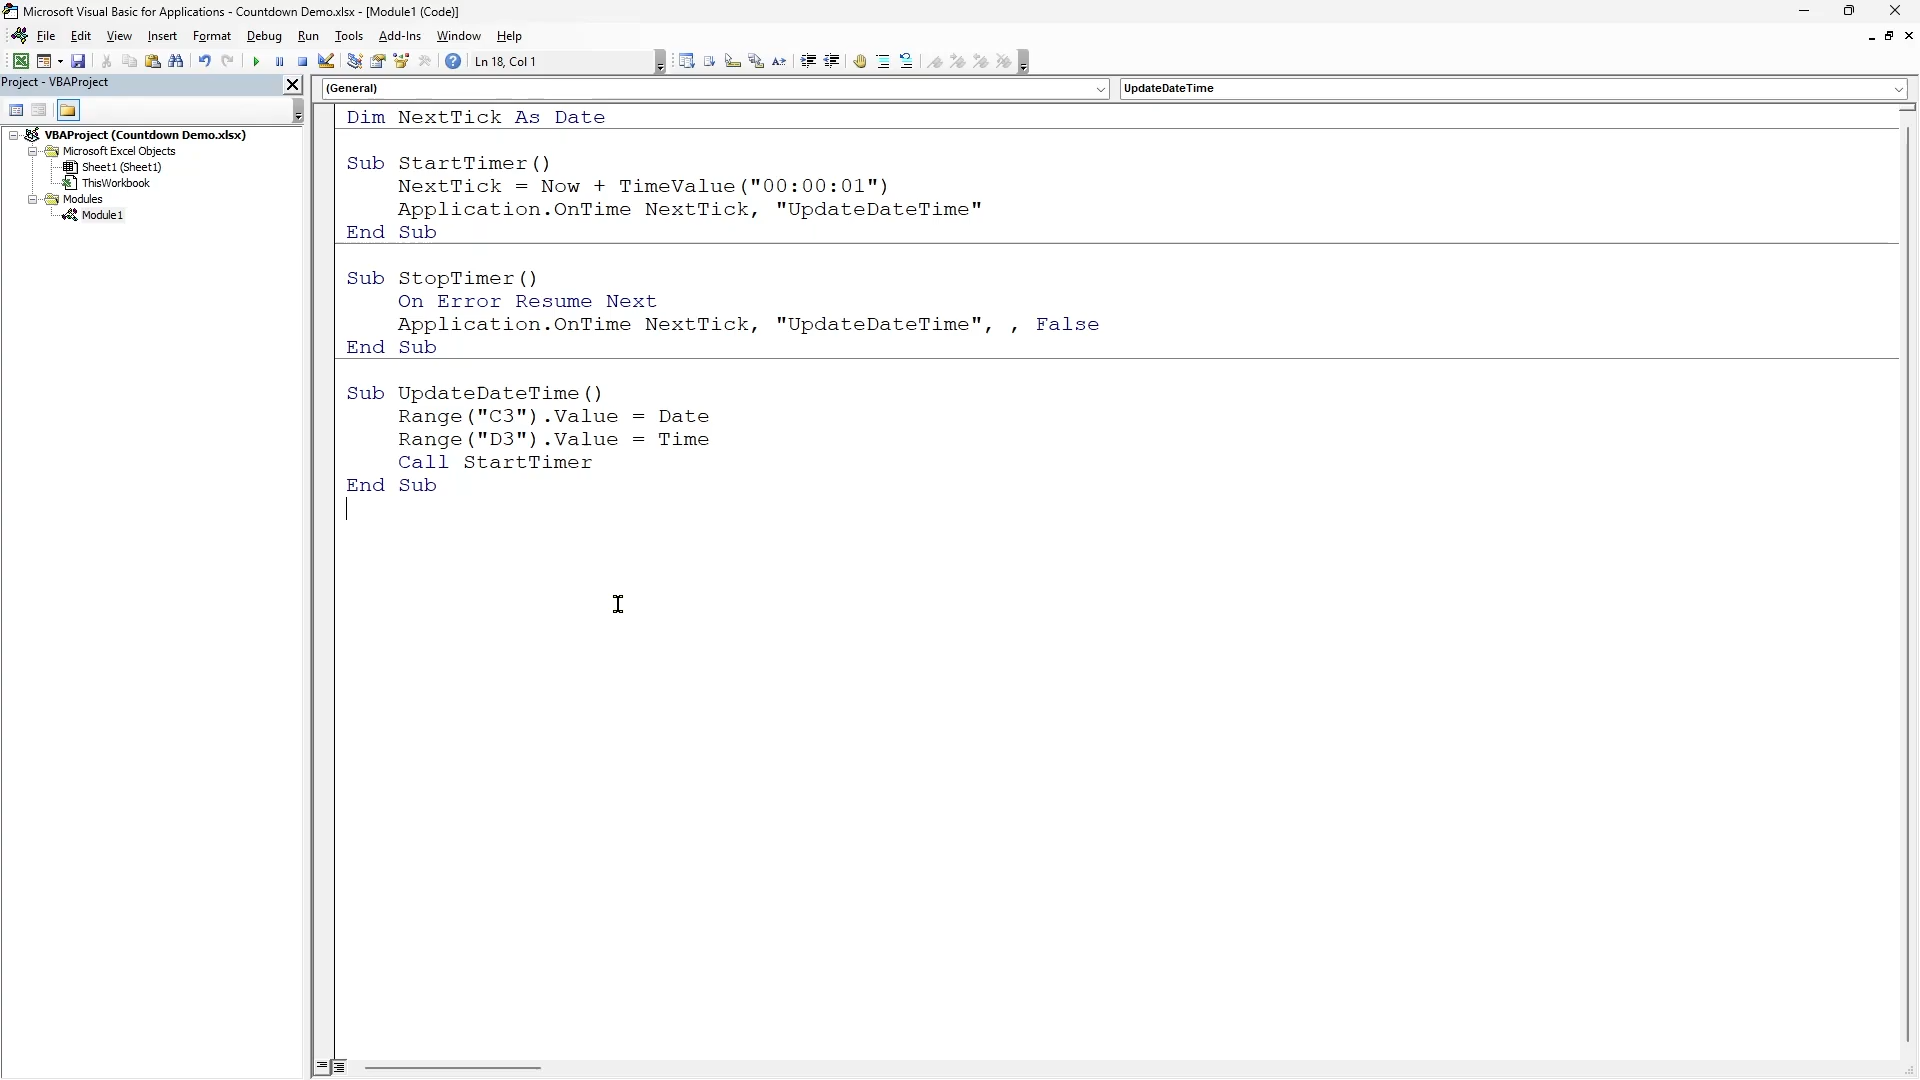 Microsoft Visual Basic for Applications - Countdown Demo.xlsx - [Module1 (Code)]
File Edit View Insert Format Debug Run Tools Add-Ins Window Help
Ln 18, Col 1
Project - VBAProject
(General)
UpdateDateTime
VBAProject (Countdown Demo.xlsx)
Microsoft Excel Objects
Sheet1 (Sheet1)
ThisWorkbook
Modules
Module1
Dim NextTick As Date
Sub StartTimer()
NextTick = Now + TimeValue("00:00:01")
Application.OnTime NextTick, "UpdateDateTime"
End Sub
Sub StopTimer()
On Error Resume Next
Application.OnTime NextTick, "UpdateDateTime", , False
End Sub
Sub UpdateDateTime()
Range("C3").Value = Date
Range("D3").Value = Time
Call StartTimer
End Sub